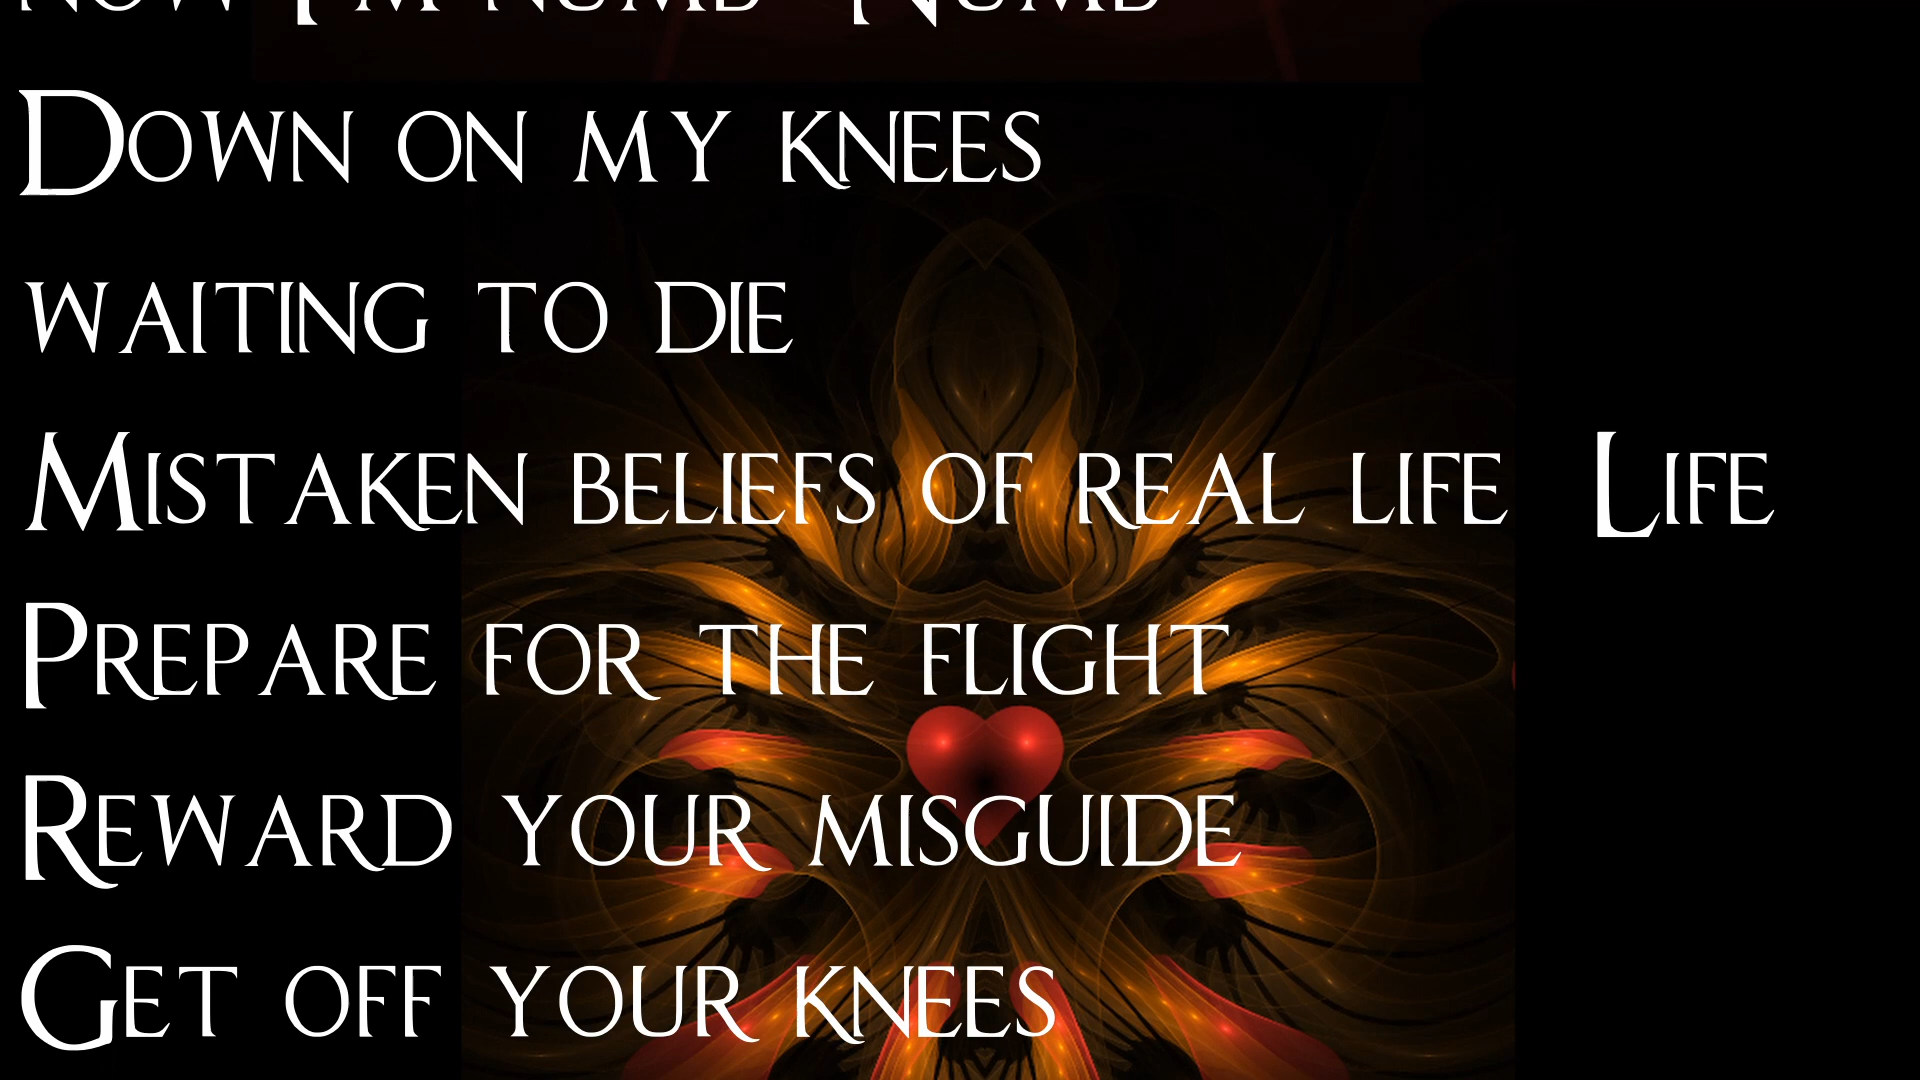 now I'm numb  Numb
Down on my knees
waiting to die
Mistaken beliefs of real life  Life
Prepare for the flight
Reward your misguide
Get off your knees